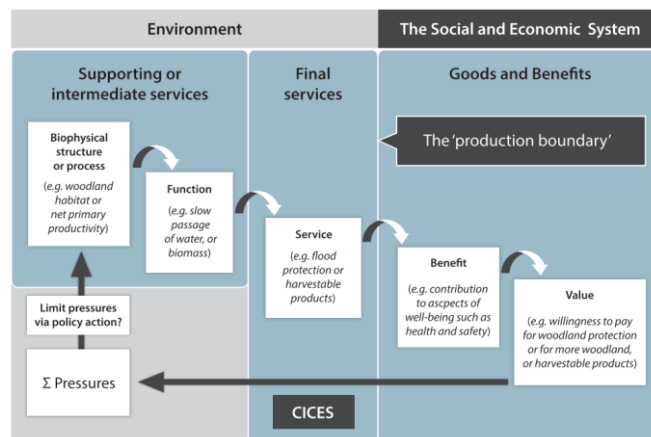 Environment
The Social and Economic System
Supporting or
intermediate services
Final
services
Goods and Benefits
The ‘production boundary’
Biophysical
structure
or process
(e.g. woodland
habitat or
net primary
productivity)
Function
(e.g. slow
passage
of water, or
biomass)
Service
(e.g. flood
protection or
harvestable
products)
Benefit
(e.g. contribution
to ascpects of
well-being such as
health and safety)
Value
(e.g. willingness to pay
for woodland protection
or for more woodland,
or harvestable products)
Limit pressures
via policy action?
Σ Pressures
CICES